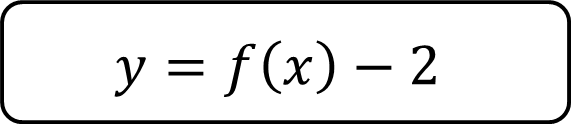 y = f(x) − 2